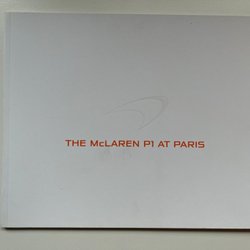 THE McLAREN P1 AT PARIS